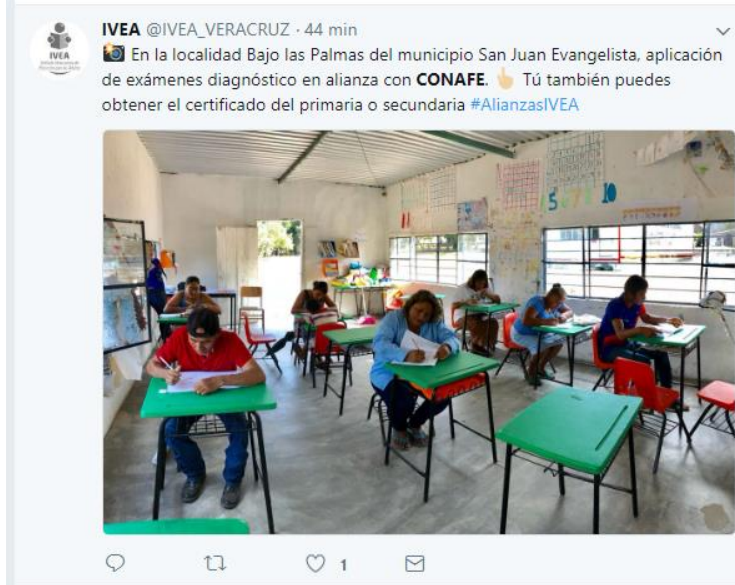 IVEA @IVEA_VERACRUZ · 44 min
📸 En la localidad Bajo las Palmas del municipio San Juan Evangelista, aplicación
de exámenes diagnóstico en alianza con CONAFE. 👆 Tú también puedes
obtener el certificado del primaria o secundaria #AlianzasIVEA
IVEA
1